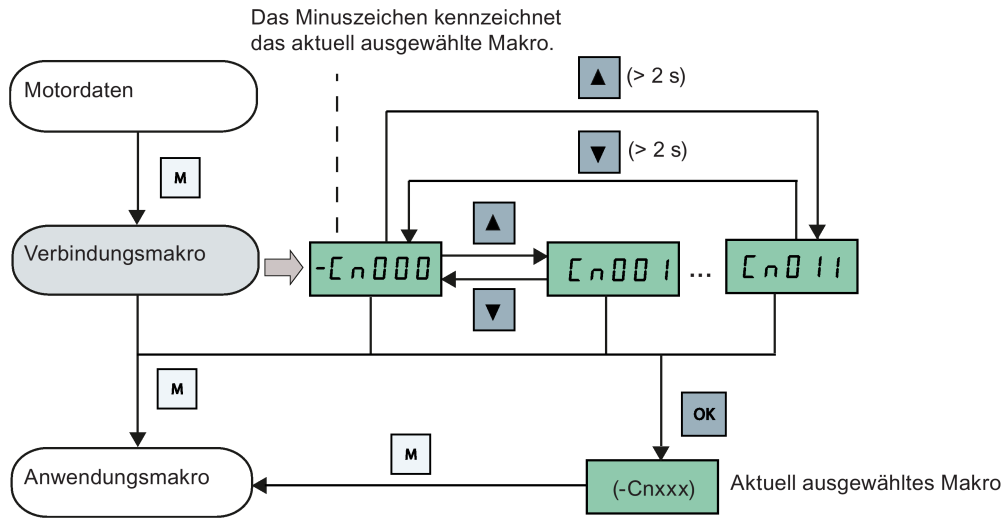 Das Minuszeichen kennzeichnet
das aktuell ausgewählte Makro.
Motordaten
▲ (> 2 s)
▼ (> 2 s)
M
Verbindungsmakro
▲
-Cn000
Cn001
...
Cn011
▼
M
OK
Anwendungsmakro
M
(-Cnxxx)
Aktuell ausgewähltes Makro